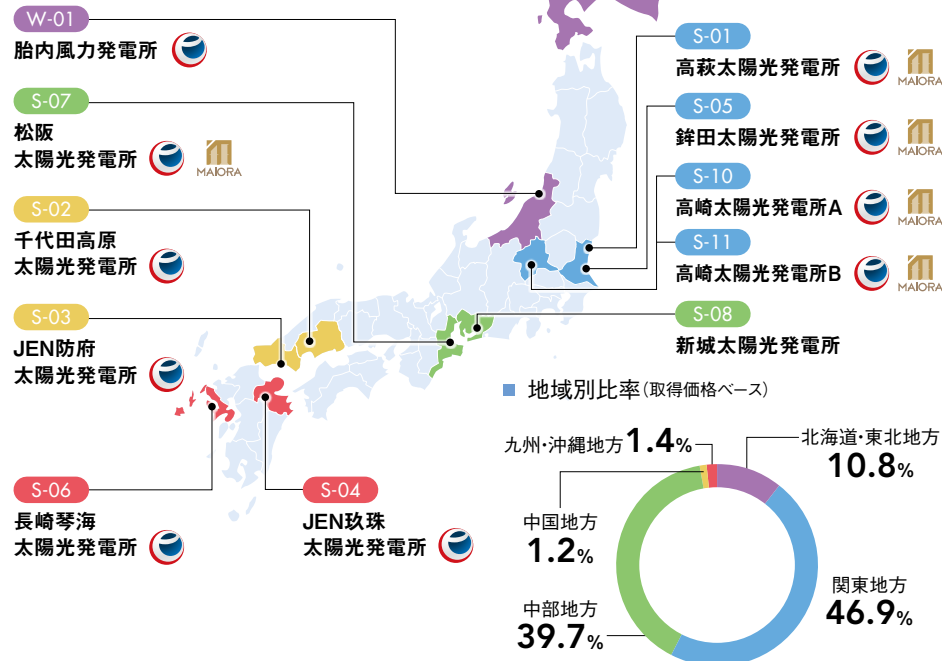 W-01
胎内風力発電所
S-07
松阪
太陽光発電所
MAIORA
S-02
千代田高原
太陽光発電所
S-03
JEN防府
太陽光発電所
S-06
長崎琴海
太陽光発電所
S-04
JEN玖珠
太陽光発電所
S-01
高萩太陽光発電所
MAIORA
S-05
鉾田太陽光発電所
MAIORA
S-10
高崎太陽光発電所A
MAIORA
S-11
高崎太陽光発電所B
MAIORA
S-08
新城太陽光発電所
■ 地域別比率(取得価格ベース)
九州・沖縄地方 1.4%
北海道・東北地方
10.8%
中国地方
1.2%
関東地方
46.9%
中部地方
39.7%